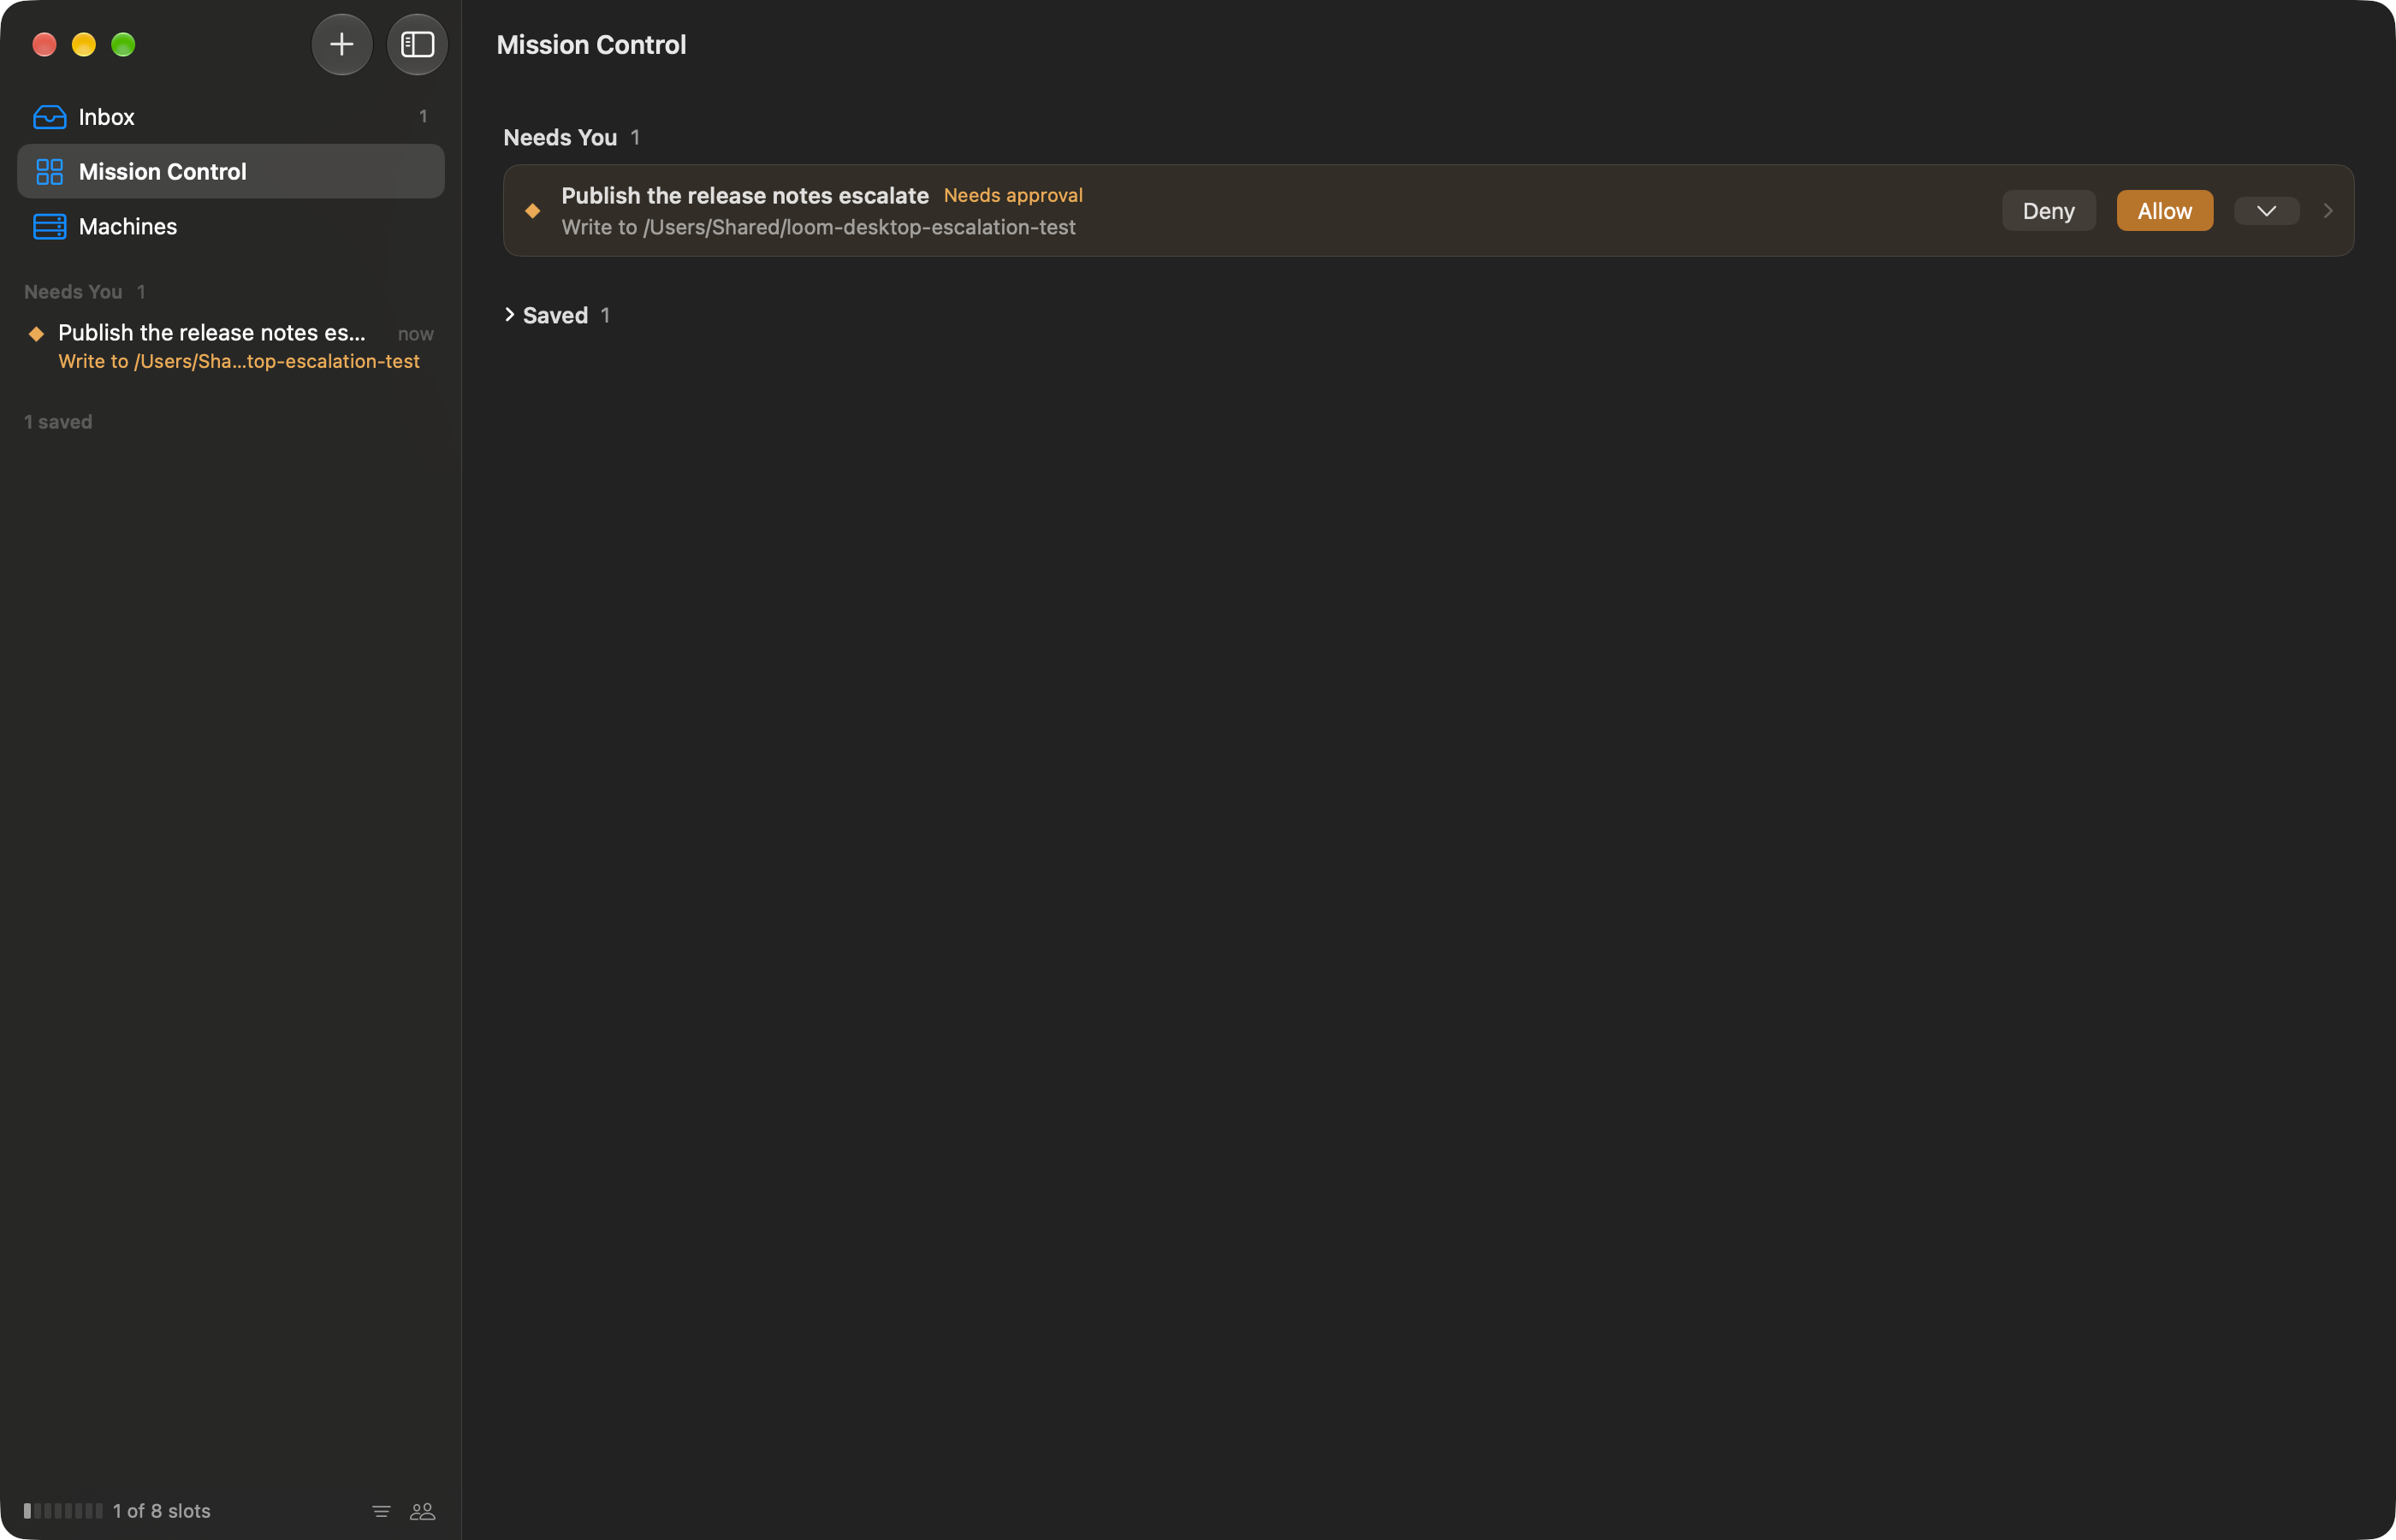 Inbox 1
Mission Control
Machines
Needs You 1
Publish the release notes es... now
Write to /Users/Sha...top-escalation-test
1 saved
1 of 8 slots
Mission Control
Needs You 1
Publish the release notes escalate Needs approval
Write to /Users/Shared/loom-desktop-escalation-test
Deny Allow
Saved 1